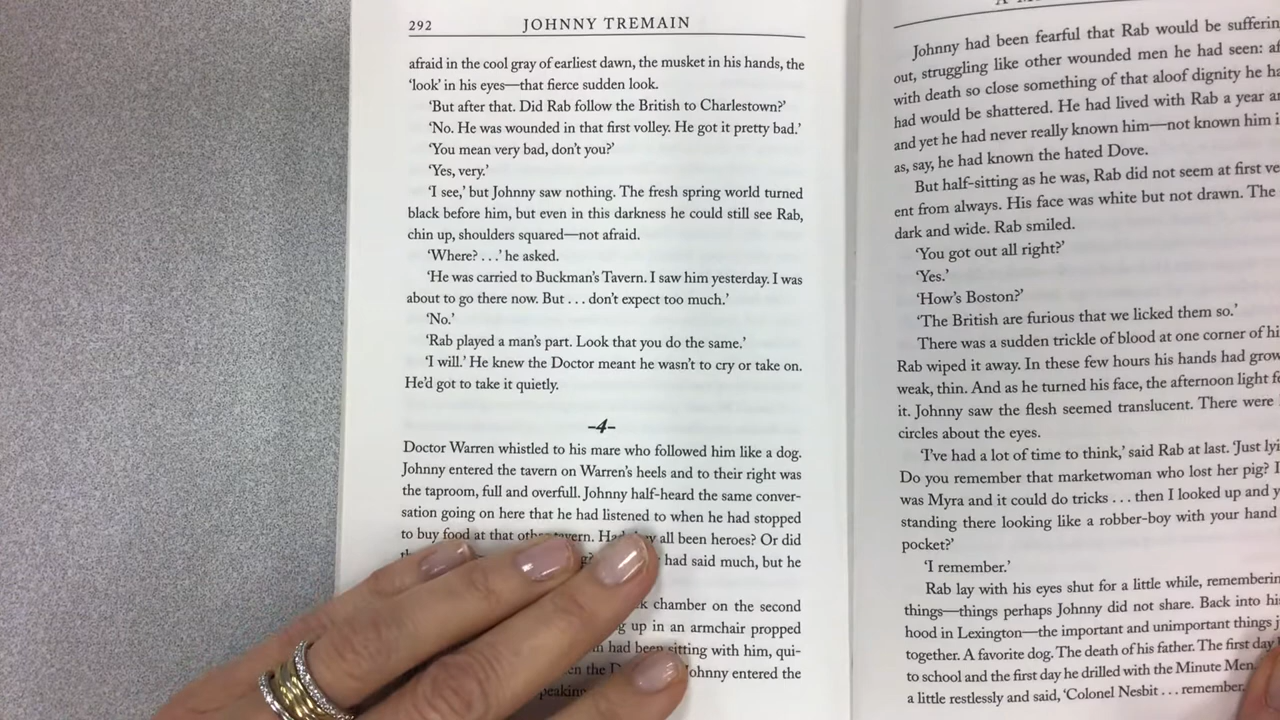 292 JOHNNY TREMAIN
afraid in the cool gray of earliest dawn, the musket in his hands, the
‘look’ in his eyes—that fierce sudden look.
‘But after that. Did Rab follow the British to Charlestown?’
‘No. He was wounded in that first volley. He got it pretty bad.’
‘You mean very bad, don’t you?’
‘Yes, very.’
‘I see,’ but Johnny saw nothing. The fresh spring world turned
black before him, but even in this darkness he could still see Rab,
chin up, shoulders squared—not afraid.
‘Where? . . .’ he asked.
‘He was carried to Buckman’s Tavern. I saw him yesterday. I was
about to go there now. But . . . don’t expect too much.’
‘No.’
‘Rab played a man’s part. Look that you do the same.’
‘I will.’ He knew the Doctor meant he wasn’t to cry or take on.
He’d got to take it quietly.
–4–
Doctor Warren whistled to his mare who followed him like a dog.
Johnny entered the tavern on Warren’s heels and to their right was
the taproom, full and overfull. Johnny half-heard the same conver-
sation going on here that he had listened to when he had stopped
to buy food at that tavern. all been heroes? Or did
had said much, but he
chamber on the second
up in an armchair propped
had been sitting with him, qui-
the Johnny entered the
Johnny had been fearful that Rab would be
out, struggling like other wounded men he had seen:
with death so close something of that aloof dignity he
had would be shattered. He had lived with Rab a year
and yet he had never really known him—not known him
as, say, he had known the hated Dove.
But half-sitting as he was, Rab did not seem at first
ent from always. His face was white but not drawn. The
dark and wide. Rab smiled.
‘You got out all right?’
‘Yes.’
‘How’s Boston?’
‘The British are furious that we licked them so.’
There was a sudden trickle of blood at one corner of
Rab wiped it away. In these few hours his hands had
weak, thin. And as he turned his face, the afternoon light
it. Johnny saw the flesh seemed translucent. There were
circles about the eyes.
‘I’ve had a lot of time to think,’ said Rab at last. ‘Just
Do you remember that marketwoman who lost her pig?
was Myra and it could do tricks . . . then I looked up and
standing there looking like a robber-boy with your hand
pocket?’
‘I remember.’
Rab lay with his eyes shut for a little while,
things—things perhaps Johnny did not share. Back into
hood in Lexington—the important and unimportant things
together. A favorite dog. The death of his father. The first day
to school and the first day he drilled with the Minute Men.
a little restlessly and said, ‘Colonel Nesbit . . . remember